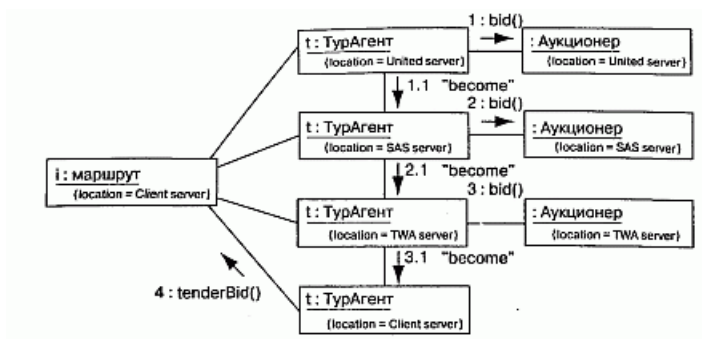 1 : bid()
t : ТурАгент
{location = United server}
: Аукционер
{location = United server}
1.1 "become"
2 : bid()
t : ТурАгент
{location = SAS server}
: Аукционер
{location = SAS server}
i : маршрут
{location = Client server}
2.1 "become"
3 : bid()
t : ТурАгент
{location = TWA server}
: Аукционер
{location = TWA server}
3.1 "become"
4 : tenderBid()
t : ТурАгент
{location = Client server}